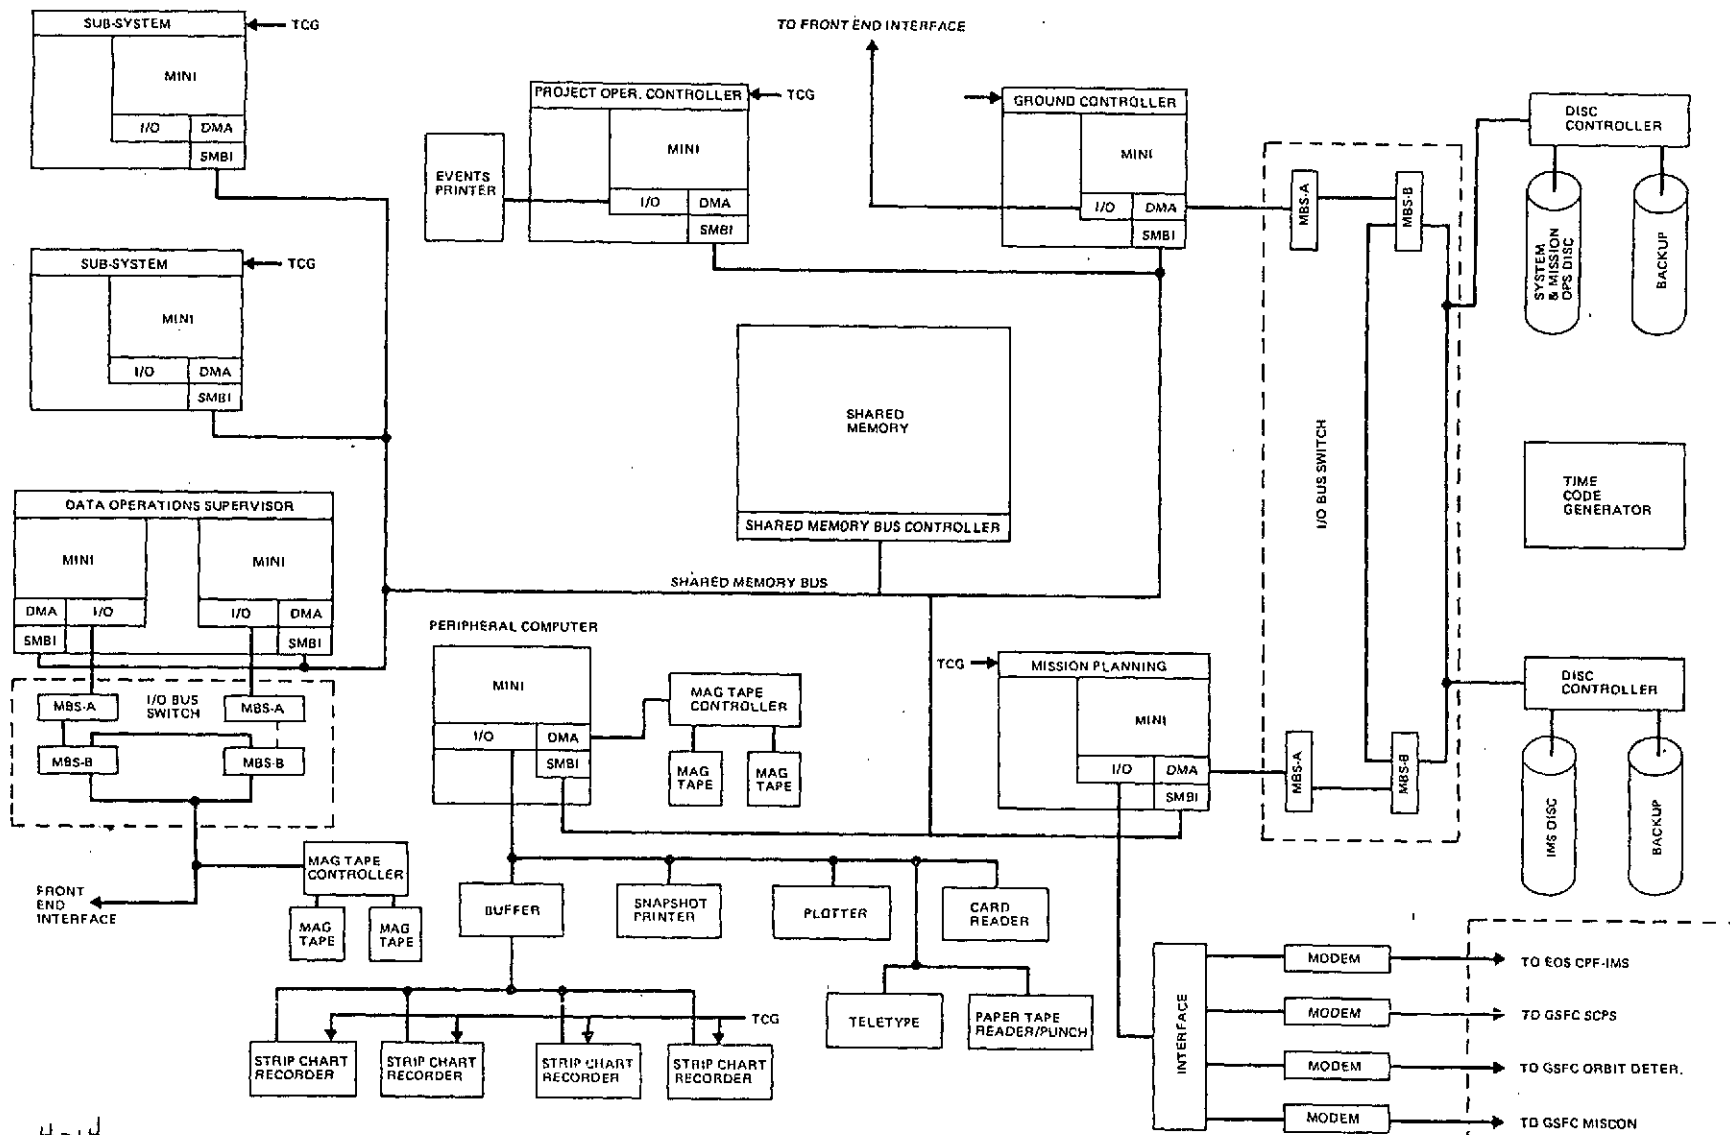 SUB-SYSTEM
TCG
MINI
I/O
DMA
SMBI
SUB-SYSTEM
TCG
MINI
I/O
DMA
SMBI
TO FRONT END INTERFACE
PROJECT OPER. CONTROLLER
TCG
MINI
I/O
DMA
SMBI
EVENTS
PRINTER
GROUND CONTROLLER
MINI
I/O
DMA
SMBI
MBS-A
MBS-B
I/O BUS SWITCH
MBS-A
MBS-B
DISC
CONTROLLER
SYSTEM
& MISSION
OPS DISC
BACKUP
TIME
CODE
GENERATOR
DISC
CONTROLLER
IMS DISC
BACKUP
SHARED
MEMORY
SHARED MEMORY BUS CONTROLLER
SHARED MEMORY BUS
DATA OPERATIONS SUPERVISOR
MINI
MINI
DMA
I/O
I/O
DMA
SMBI
SMBI
MBS-A
I/O BUS
SWITCH
MBS-A
MBS-B
MBS-B
FRONT
END
INTERFACE
MAG TAPE
CONTROLLER
MAG
TAPE
MAG
TAPE
PERIPHERAL COMPUTER
MINI
I/O
DMA
SMBI
MAG TAPE
CONTROLLER
MAG
TAPE
MAG
TAPE
TCG
MISSION PLANNING
MINI
I/O
DMA
SMBI
BUFFER
SNAPSHOT
PRINTER
PLOTTER
CARD
READER
TELETYPE
PAPER TAPE
READER/PUNCH
TCG
STRIP CHART
RECORDER
STRIP CHART
RECORDER
STRIP CHART
RECORDER
STRIP CHART
RECORDER
INTERFACE
MODEM
TO EOS CPF-IMS
MODEM
TO GSFC SCPS
MODEM
TO GSFC ORBIT DETER.
MODEM
TO GSFC MISCON